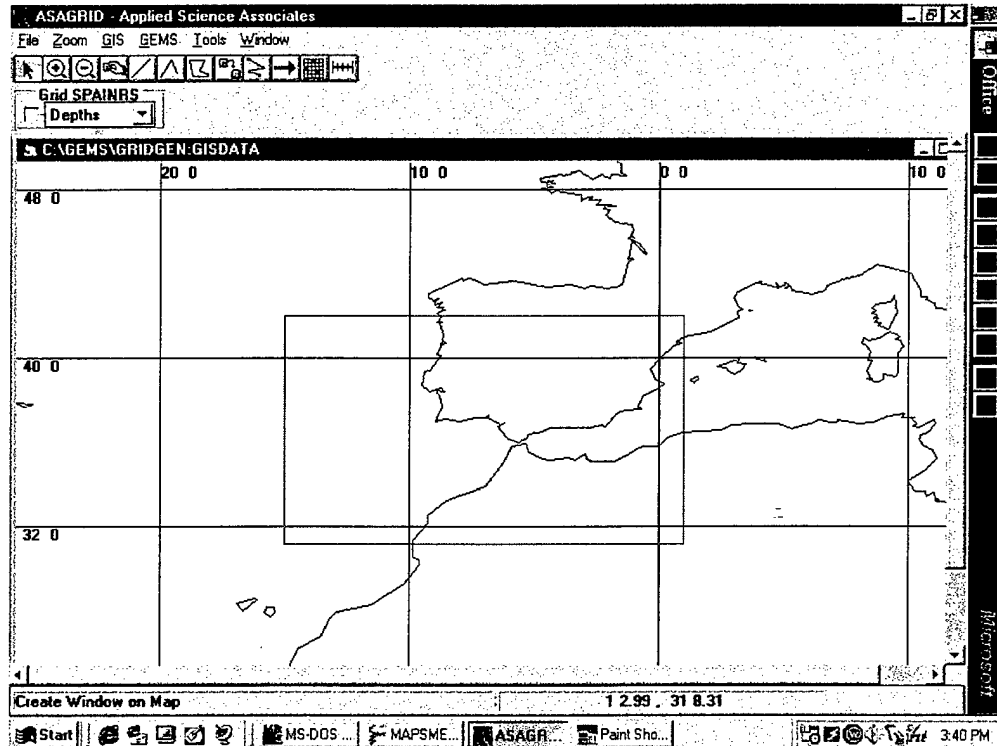 ASAGRID - Applied Science Associates
File Zoom GIS GEMS Tools Window
Grid SPAINRS
Depths
C:\GEMS\GRIDGEN:GISDATA
20 0 10 0 0 0 10 0
48 0
40 0
32 0
Create Window on Map 1 2.99 , 31 8.31
Start MS-DOS ... MAPSME... ASAGR... Paint Sho... 3:40 PM
Office
Microsoft